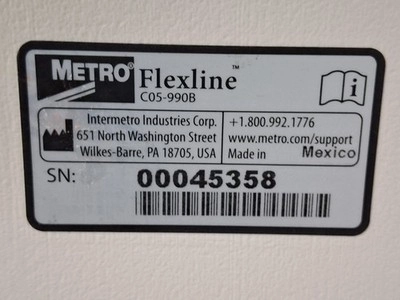 METRO® Flexline™
C05-990B
Intermetro Industries Corp.
651 North Washington Street
Wilkes-Barre, PA 18705, USA
+1.800.992.1776
www.metro.com/support
Made in Mexico
SN: 00045358